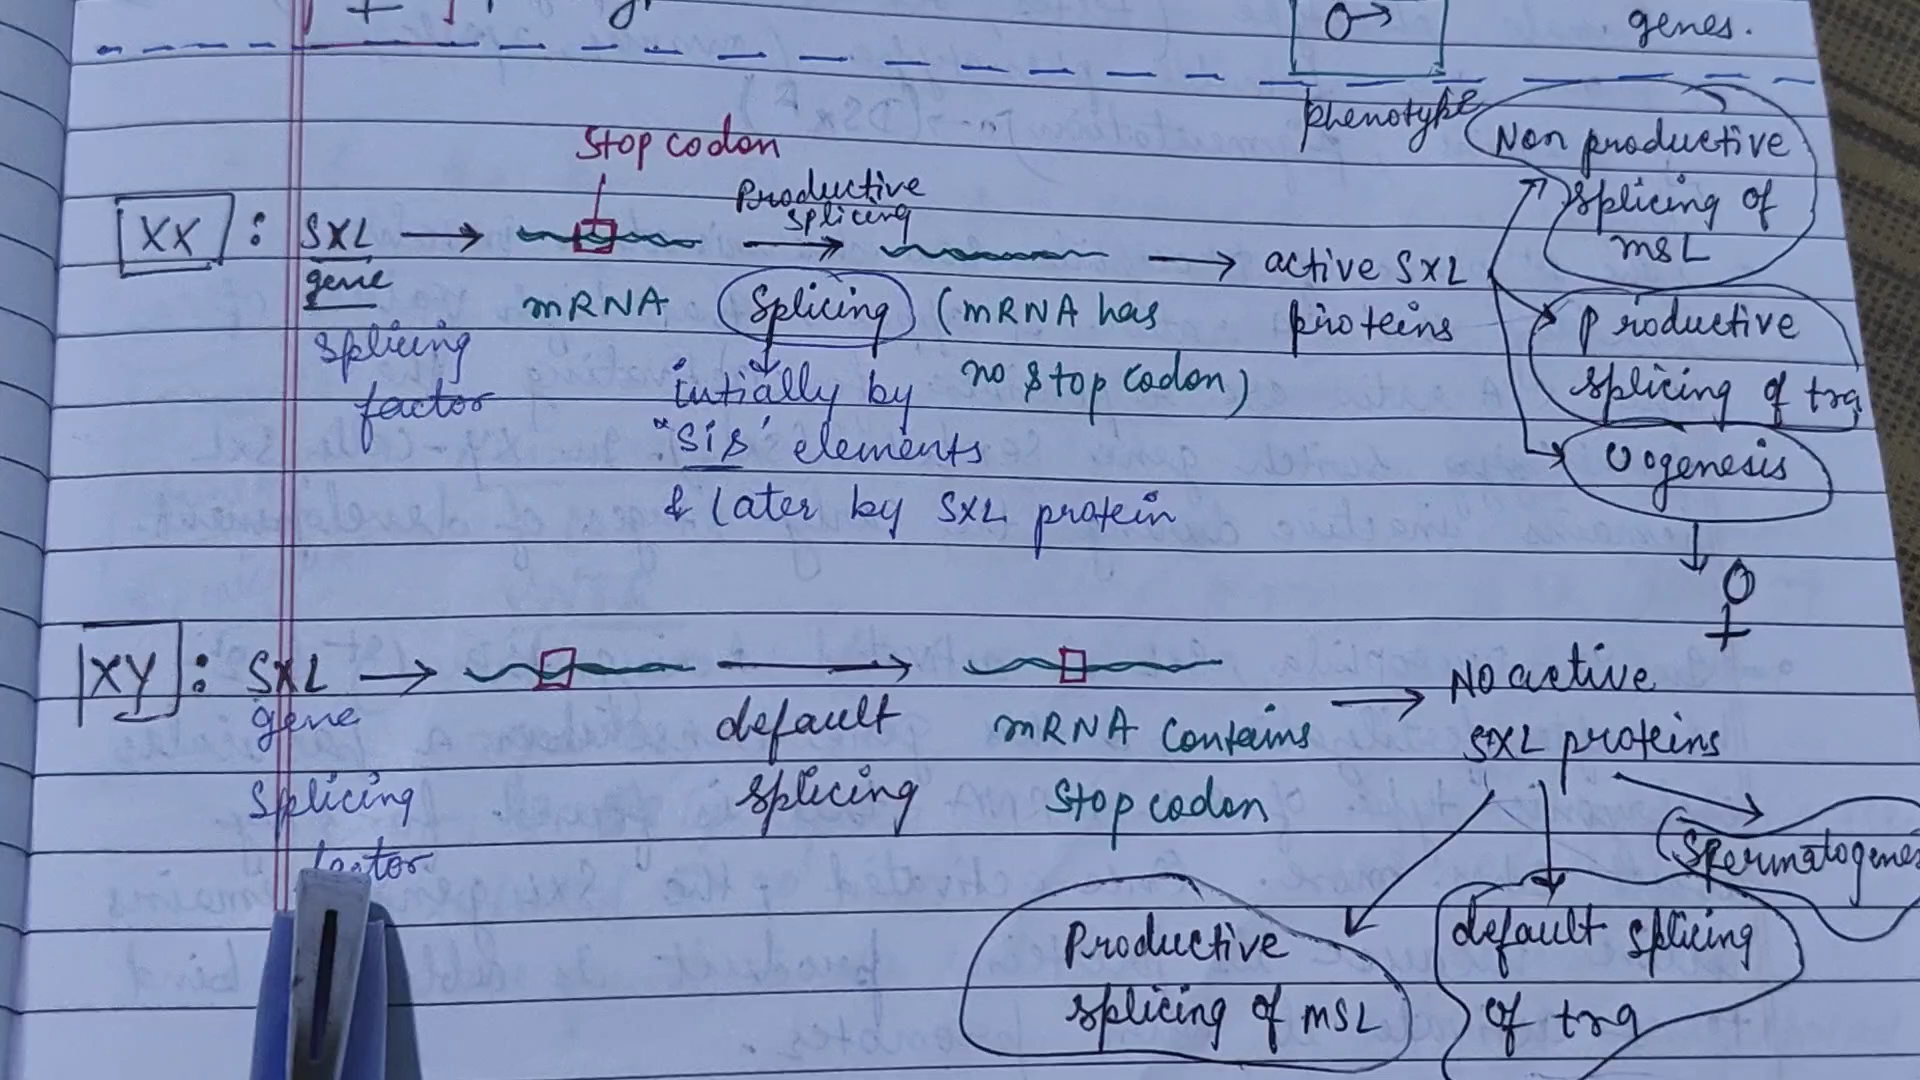 genes.
phenotype
Stop codon
Non productive
splicing of
msL
XX : SXL
gene
splicing
factor
mRNA
Productive
splicing
Splicing
intially by
"sis" elements
& later by SXL protein
(mRNA has
no stop codon)
active SXL
proteins
Productive
splicing of tra
Oogenesis
XY : SXL
gene
Splicing
factor
default
splicing
mRNA Contains
Stop codon
No active
SXL proteins
Productive
splicing of msL
default splicing
of tra